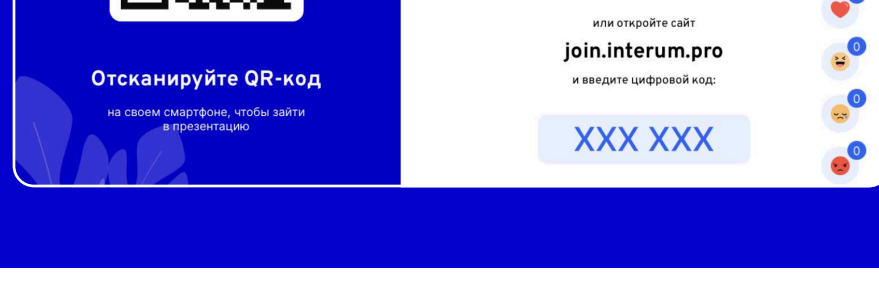 Отсканируйте QR-код
на своем смартфоне, чтобы зайти
в презентацию
или откройте сайт
join.interum.pro
и введите цифровой код:
XXX XXX
0
0
0